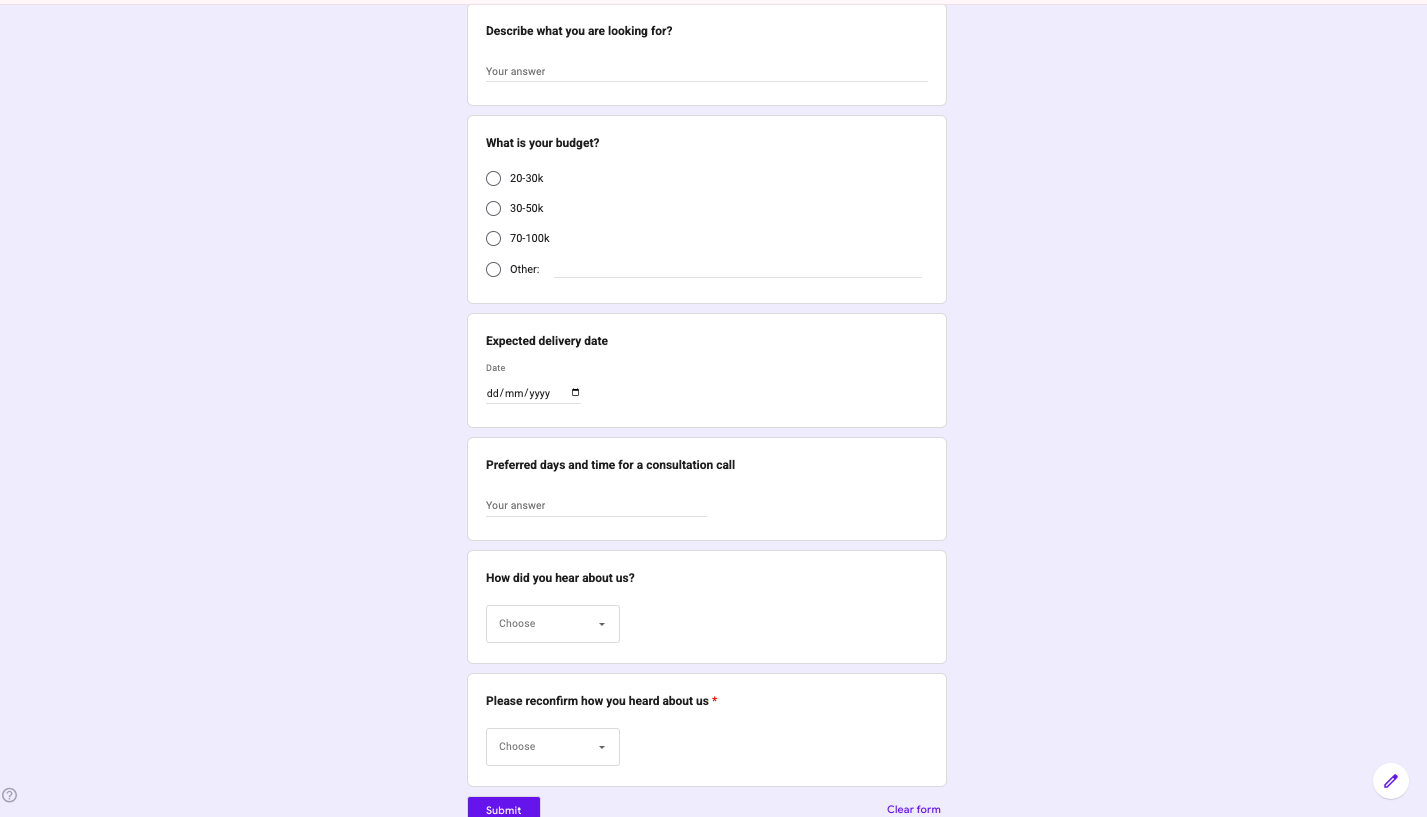 Describe what you are looking for?
Your answer
What is your budget?
20-30k
30-50k
70-100k
Other:
Expected delivery date
Date
dd/mm/yyyy
Preferred days and time for a consultation call
Your answer
How did you hear about us?
Choose
Please reconfirm how you heard about us *
Choose
Submit
Clear form